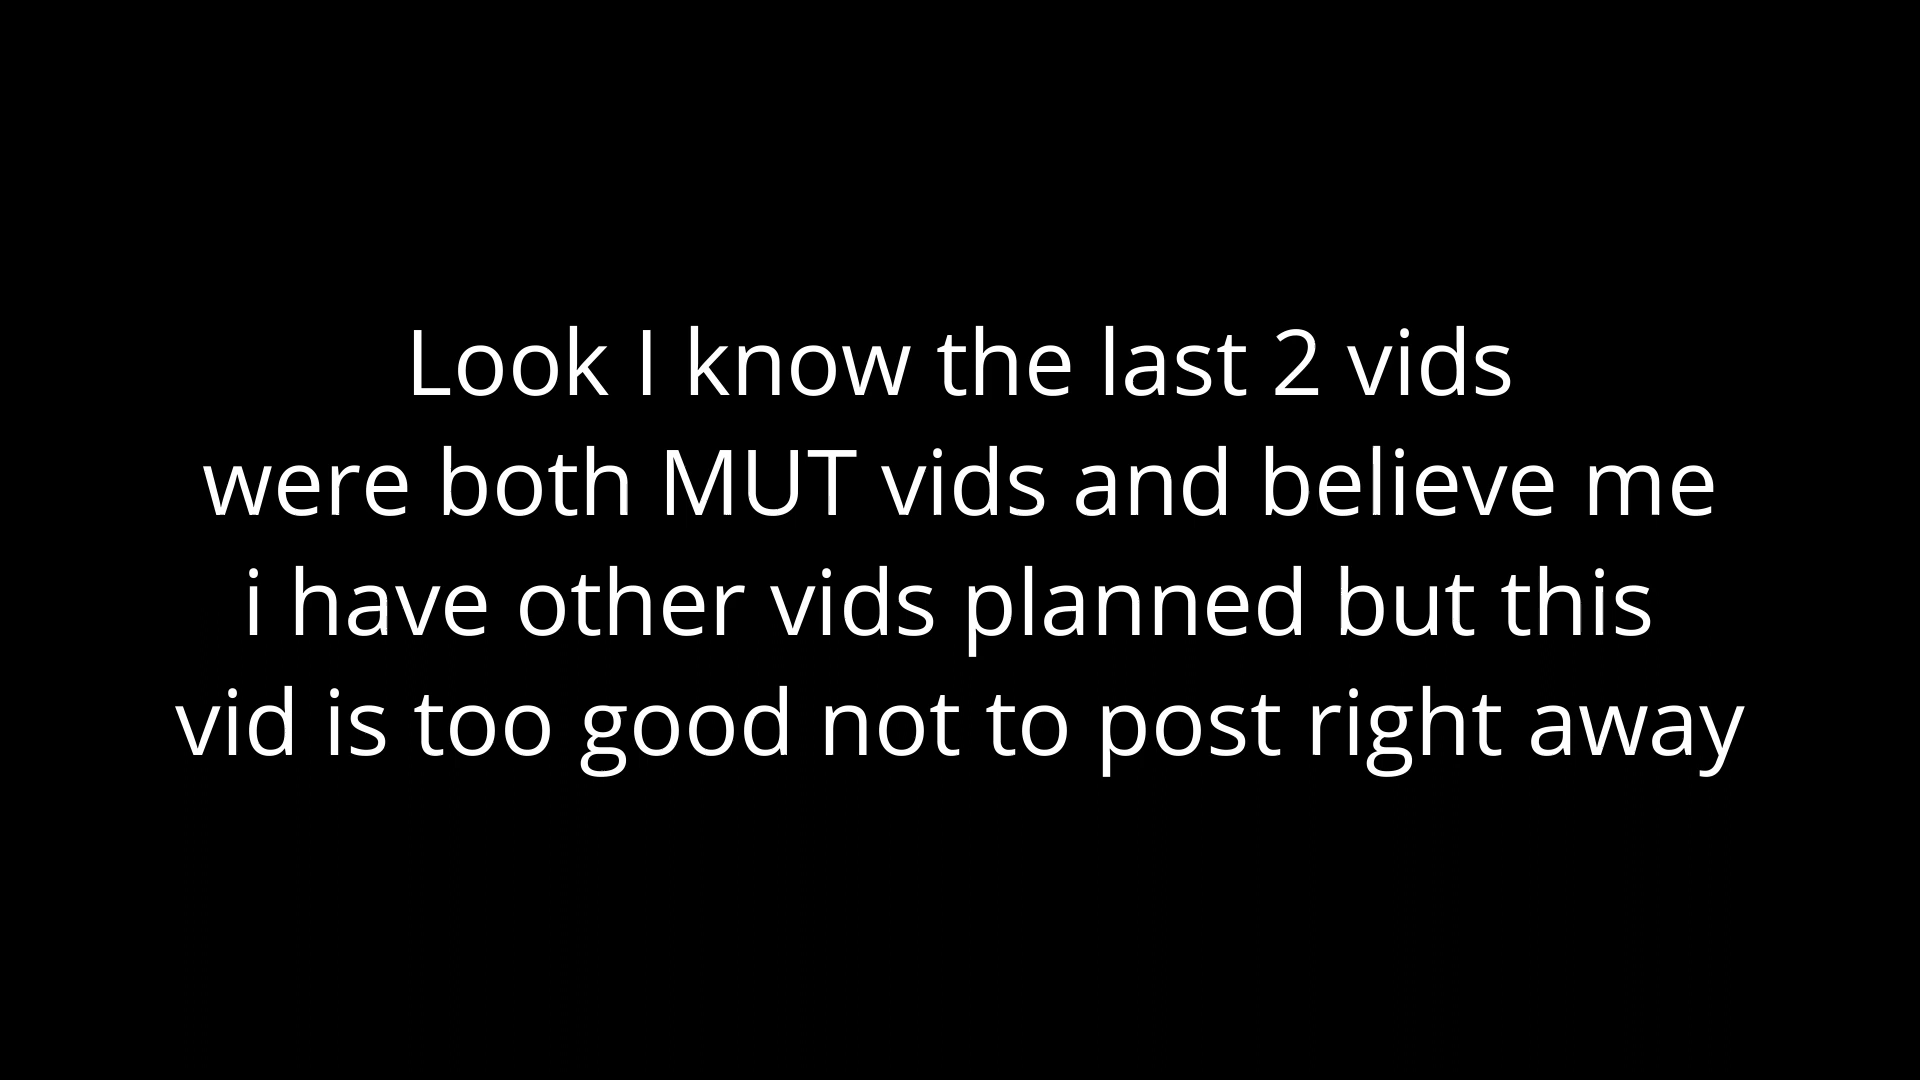 Look I know the last 2 vids
were both MUT vids and believe me
i have other vids planned but this
vid is too good not to post right away